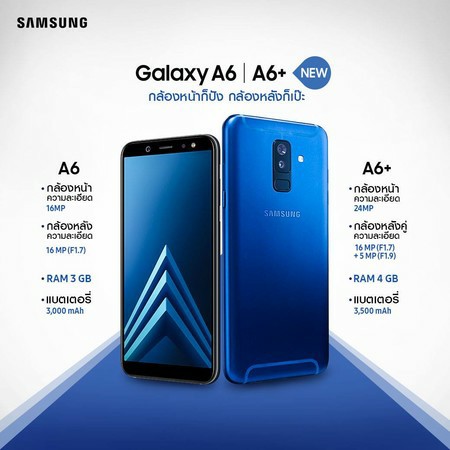 SAMSUNG
Galaxy A6 | A6+ NEW
กล้องหน้าก็ปัง กล้องหลังก็เป๊ะ
A6
• กล้องหน้า
ความละเอียด
16MP
• กล้องหลัง
ความละเอียด
16 MP (F1.7)
• RAM 3 GB
• แบตเตอรี่
3,000 mAh
SAMSUNG
A6+
• กล้องหน้า
ความละเอียด
24MP
• กล้องหลังคู่
ความละเอียด
16 MP (F1.7)
+ 5 MP (F1.9)
• RAM 4 GB
• แบตเตอรี่
3,500 mAh